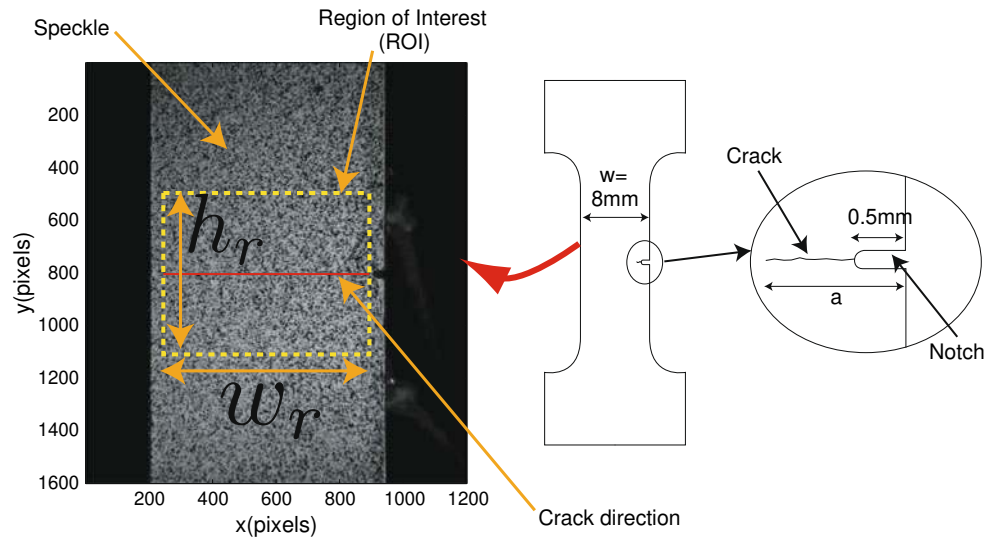 Speckle
Region of Interest
(ROI)
200
400
600
800
1000
1200
1400
1600
y(pixels)
200
400
600
800
1000
1200
x(pixels)
h_r
w_r
Crack direction
w=
8mm
Crack
0.5mm
a
Notch